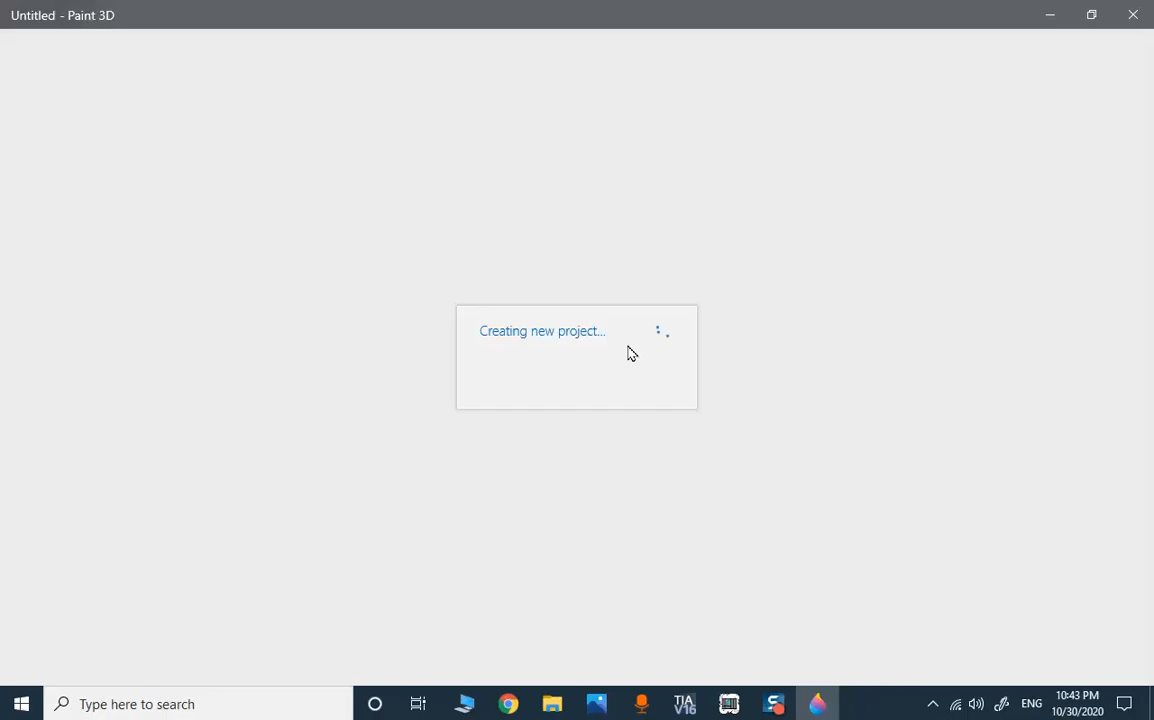 Untitled - Paint 3D
Creating new project...
Type here to search
TIA
V16
ENG
10:43 PM
10/30/2020